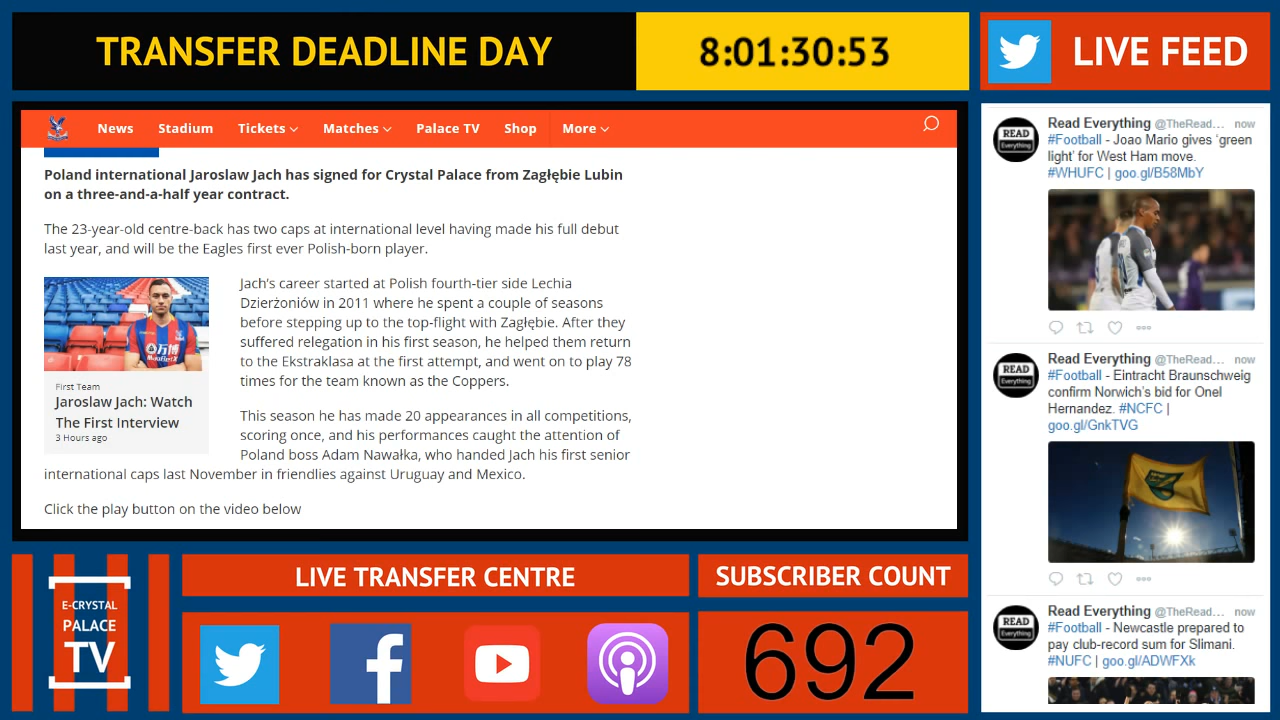 TRANSFER DEADLINE DAY
8:01:30:53
LIVE FEED
News Stadium Tickets Matches Palace TV Shop More
Poland international Jaroslaw Jach has signed for Crystal Palace from Zagłębie Lubin
on a three-and-a-half year contract.
The 23-year-old centre-back has two caps at international level having made his full debut
last year, and will be the Eagles first ever Polish-born player.
Jach's career started at Polish fourth-tier side Lechia
Dzierżoniów in 2011 where he spent a couple of seasons
before stepping up to the top-flight with Zagłębie. After they
suffered relegation in his first season, he helped them return
to the Ekstraklasa at the first attempt, and went on to play 78
times for the team known as the Coppers.
First Team
Jaroslaw Jach: Watch
The First Interview
3 Hours ago
This season he has made 20 appearances in all competitions,
scoring once, and his performances caught the attention of
Poland boss Adam Nawałka, who handed Jach his first senior
international caps last November in friendlies against Uruguay and Mexico.
Click the play button on the video below
READ
Everything
Read Everything @TheRead... now
#Football - Joao Mario gives 'green
light' for West Ham move.
#WHUFC | goo.gl/B58MbY
READ
Everything
Read Everything @TheRead... now
#Football - Eintracht Braunschweig
confirm Norwich's bid for Onel
Hernandez. #NCFC |
goo.gl/GnkTVG
READ
Everything
Read Everything @TheRead... now
#Football - Newcastle prepared to
pay club-record sum for Slimani.
#NUFC | goo.gl/ADWFXk
E-CRYSTAL
PALACE
TV
LIVE TRANSFER CENTRE
SUBSCRIBER COUNT
692